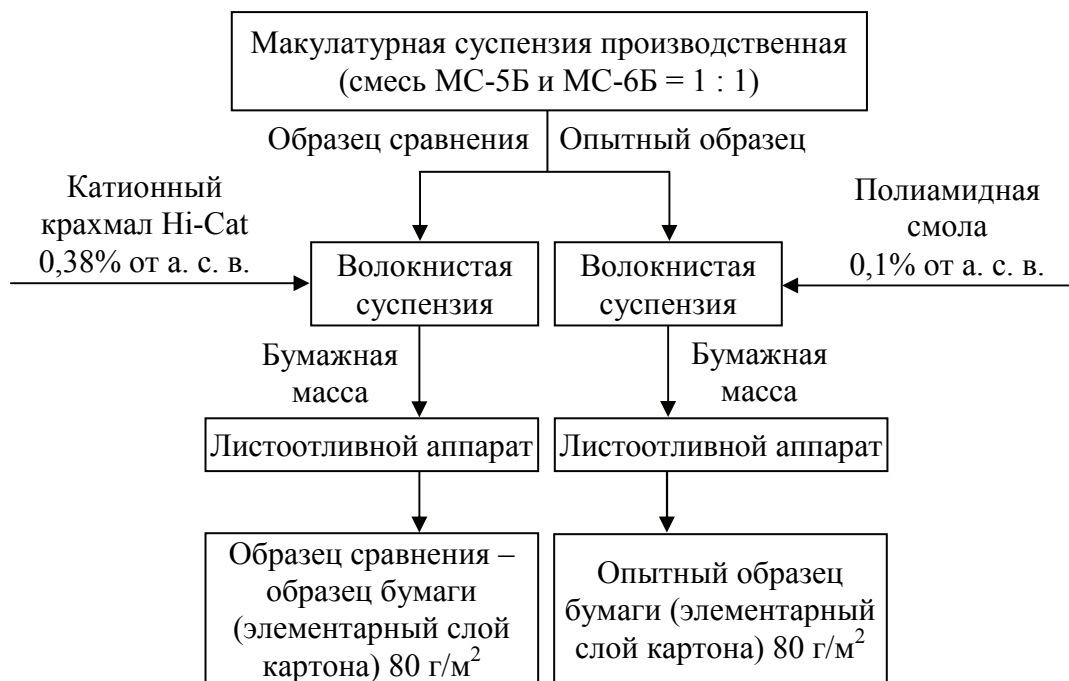 Макулатурная суспензия производственная
(смесь МС-5Б и МС-6Б = 1 : 1)
Образец сравнения
Опытный образец
Катионный
крахмал Hi-Cat
0,38% от а. с. в.
Полиамидная
смола
0,1% от а. с. в.
Волокнистая
суспензия
Волокнистая
суспензия
Бумажная
масса
Бумажная
масса
Листоотливной аппарат
Листоотливной аппарат
Образец сравнения –
образец бумаги
(элементарный слой
картона) 80 г/м²
Опытный образец
бумаги (элементарный
слой картона) 80 г/м²